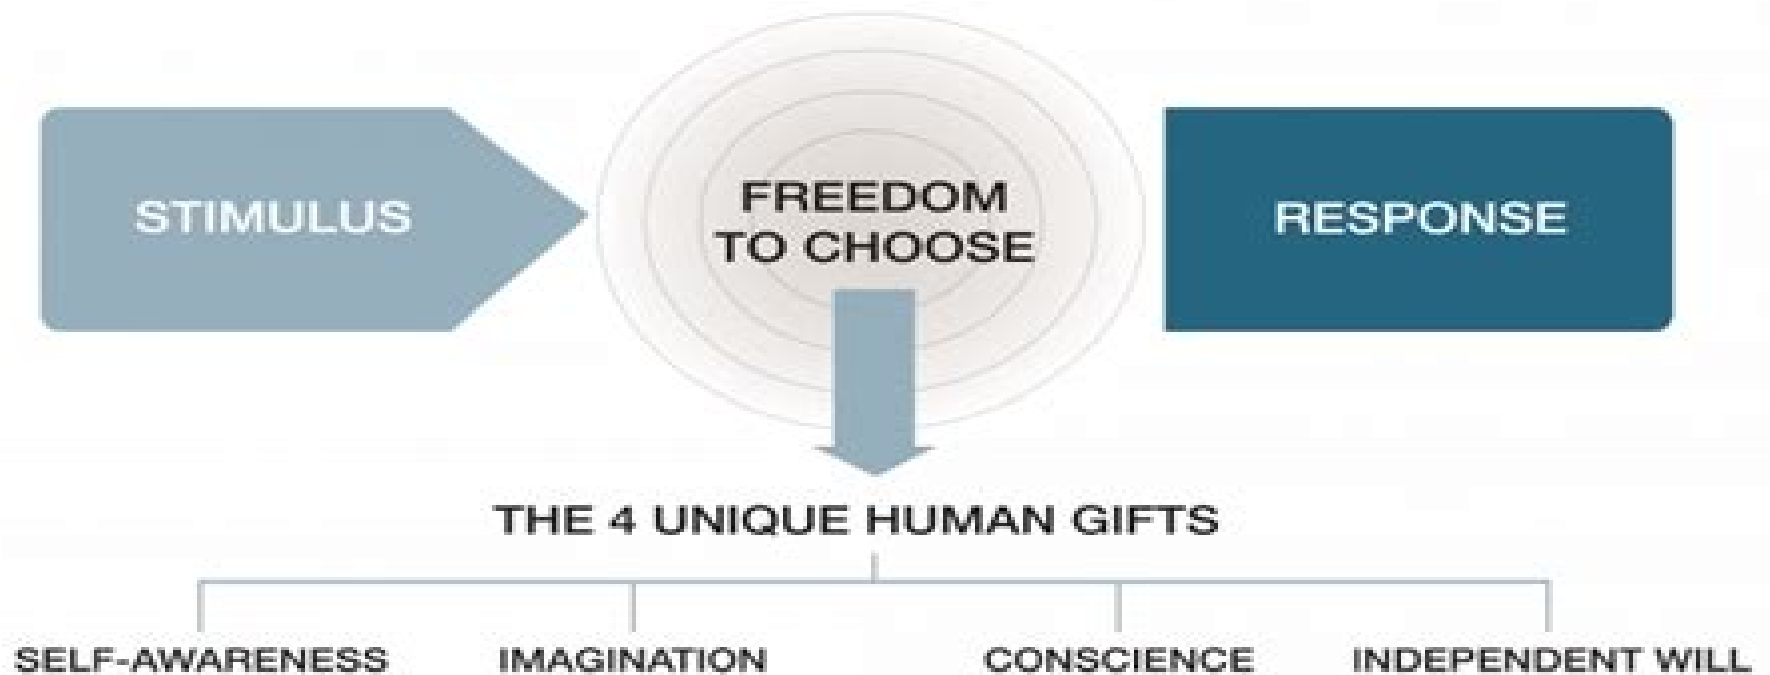 STIMULUS
FREEDOM
TO CHOOSE
RESPONSE
THE 4 UNIQUE HUMAN GIFTS
SELF-AWARENESS
IMAGINATION
CONSCIENCE
INDEPENDENT WILL